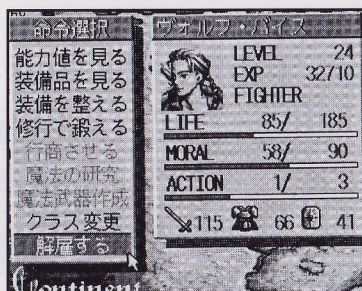 命令選択
能力値を見る
装備品を見る
装備を整える
修行で鍛える
行商させる
魔法の研究
魔法武器作成
クラス変更
解雇する
ヴォルフ・バイス
LEVEL 24
EXP 32710
FIGHTER
LIFE 85/ 185
MORAL 58/ 90
ACTION 1/ 3
115 66 41
Continent